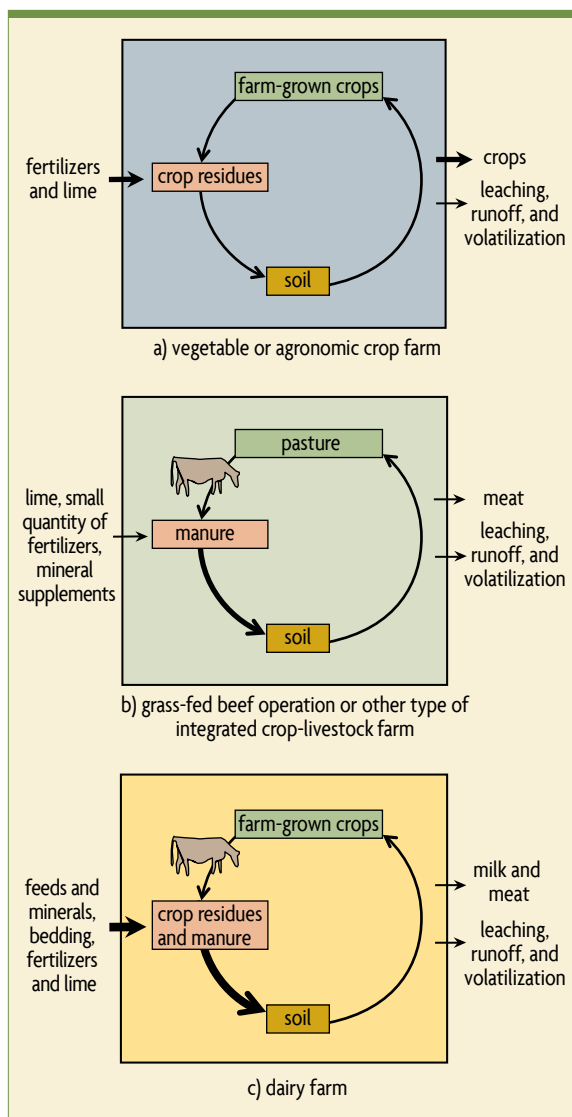 farm-grown crops
fertilizers
and lime
crop residues
crops
leaching,
runoff, and
volatilization
soil
a) vegetable or agronomic crop farm
pasture
lime, small
quantity of
fertilizers,
mineral
supplements
manure
meat
leaching,
runoff, and
volatilization
soil
b) grass-fed beef operation or other type of
integrated crop-livestock farm
farm-grown crops
feeds and
minerals,
bedding,
fertilizers
and lime
crop residues
and manure
milk and
meat
leaching,
runoff, and
volatilization
soil
c) dairy farm